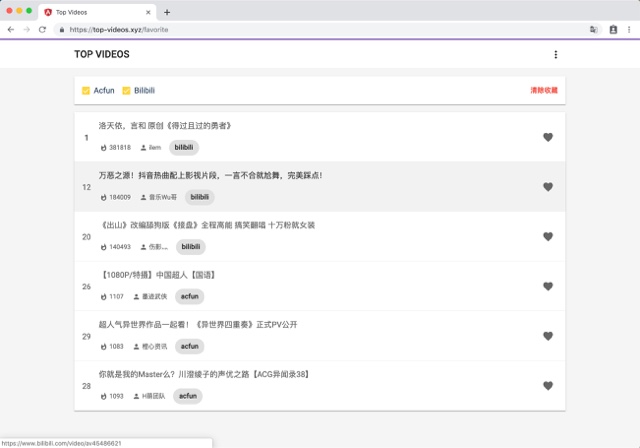 Top Videos
https://top-videos.xyz/favorite
TOP VIDEOS
Acfun Bilibili 清除收藏
1 洛天依，言和 原创《得过且过的勇者》
381818 ilem bilibili
12 万恶之源！抖音热曲配上影视片段，一言不合就尬舞，完美踩点！
184009 音乐Wu哥 bilibili
20 《出山》改编舔狗版《接盘》全程高能 搞笑翻唱 十万粉就女装
140493 伤影灬 bilibili
26 【1080P/特摄】中国超人【国语】
1107 墨迹武侠 acfun
29 超人气异世界作品一起看！《异世界四重奏》正式PV公开
1083 橙心资讯 acfun
28 你就是我的Master么？川澄绫子的声优之路【ACG异闻录38】
1093 H萌团队 acfun
https://www.bilibili.com/video/av45486621